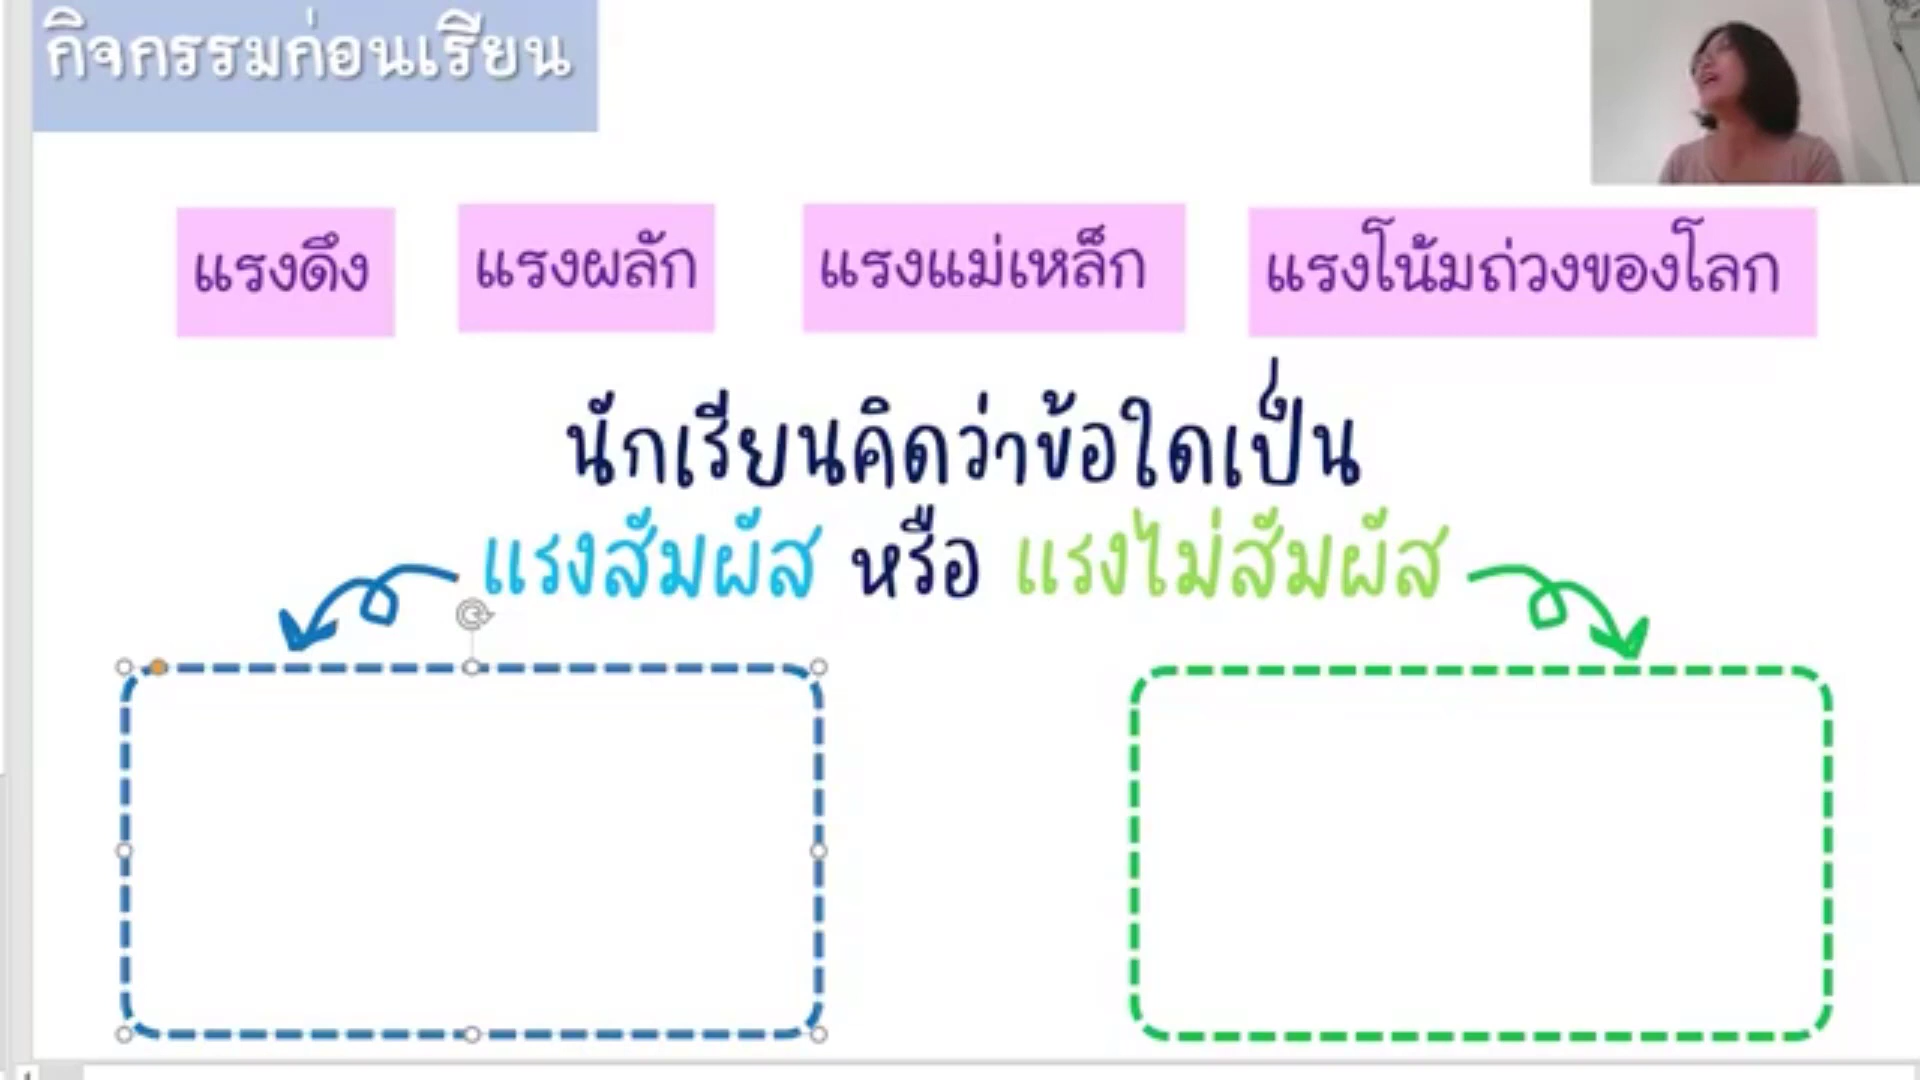 กิจกรรมก่อนเรียน
แรงดึง แรงผลัก แรงแม่เหล็ก แรงโน้มถ่วงของโลก
นักเรียนคิดว่าข้อใดเป็น
แรงสัมผัส หรือ แรงไม่สัมผัส